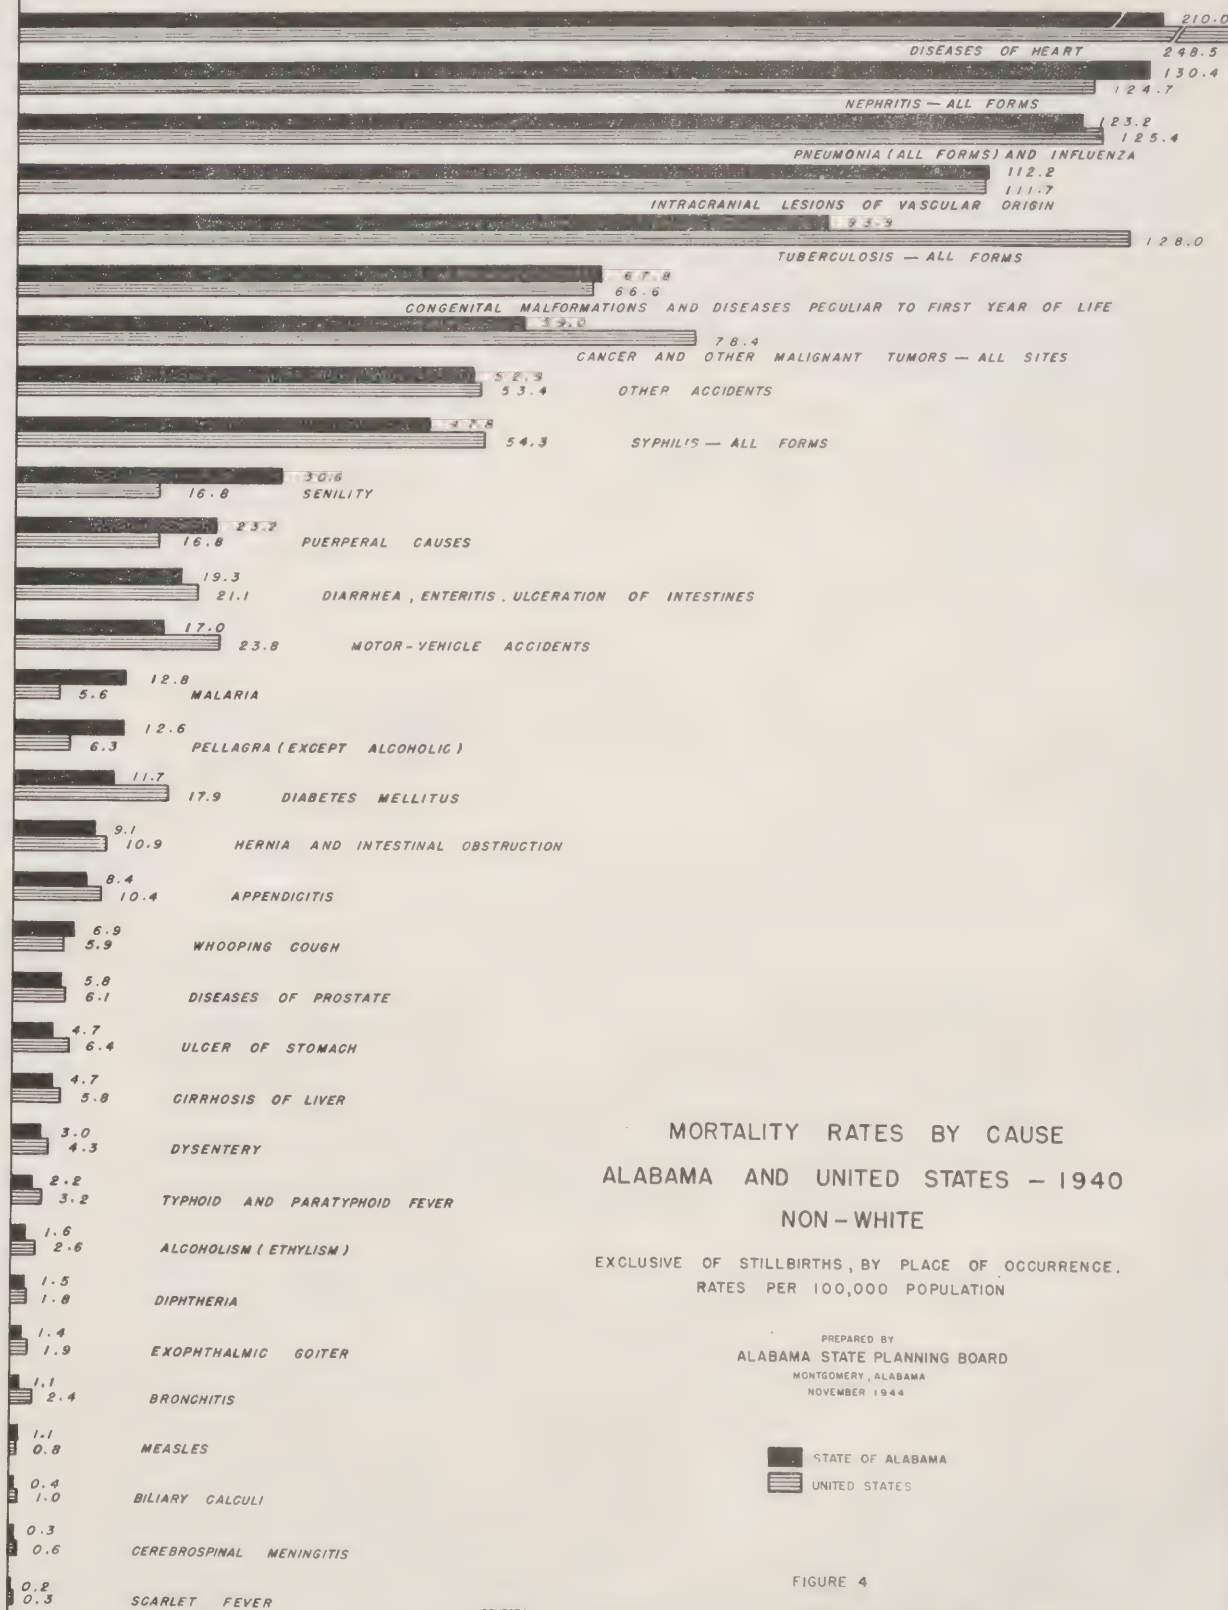 210.0
DISEASES OF HEART 248.5
130.4
124.7
NEPHRITIS — ALL FORMS
123.2
125.4
PNEUMONIA (ALL FORMS) AND INFLUENZA
112.2
111.7
INTRACRANIAL LESIONS OF VASCULAR ORIGIN
93.9
128.0
TUBERCULOSIS — ALL FORMS
67.8
66.6
CONGENITAL MALFORMATIONS AND DISEASES PECULIAR TO FIRST YEAR OF LIFE
59.0
78.4
CANCER AND OTHER MALIGNANT TUMORS — ALL SITES
52.9
53.4 OTHER ACCIDENTS
47.8
54.3 SYPHILIS — ALL FORMS
30.6
16.8 SENILITY
23.2
16.8 PUERPERAL CAUSES
19.3
21.1 DIARRHEA, ENTERITIS, ULCERATION OF INTESTINES
17.0
23.8 MOTOR-VEHICLE ACCIDENTS
12.8
5.6 MALARIA
12.6
6.3 PELLAGRA (EXCEPT ALCOHOLIC)
11.7
17.9 DIABETES MELLITUS
9.1
10.9 HERNIA AND INTESTINAL OBSTRUCTION
8.4
10.4 APPENDICITIS
6.9
5.9 WHOOPING COUGH
5.8
6.1 DISEASES OF PROSTATE
4.7
6.4 ULCER OF STOMACH
4.7
5.8 CIRRHOSIS OF LIVER
3.0
4.3 DYSENTERY
2.2
3.2 TYPHOID AND PARATYPHOID FEVER
1.6
2.6 ALCOHOLISM (ETHYLISM)
1.5
1.8 DIPHTHERIA
1.4
1.9 EXOPHTHALMIC GOITER
1.1
2.4 BRONCHITIS
1.1
0.8 MEASLES
0.4
1.0 BILIARY CALCULI
0.3
0.6 CEREBROSPINAL MENINGITIS
0.2
0.3 SCARLET FEVER
MORTALITY RATES BY CAUSE
ALABAMA AND UNITED STATES — 1940
NON-WHITE
EXCLUSIVE OF STILLBIRTHS, BY PLACE OF OCCURRENCE.
RATES PER 100,000 POPULATION
PREPARED BY
ALABAMA STATE PLANNING BOARD
MONTGOMERY, ALABAMA
NOVEMBER 1944
STATE OF ALABAMA
UNITED STATES
FIGURE 4